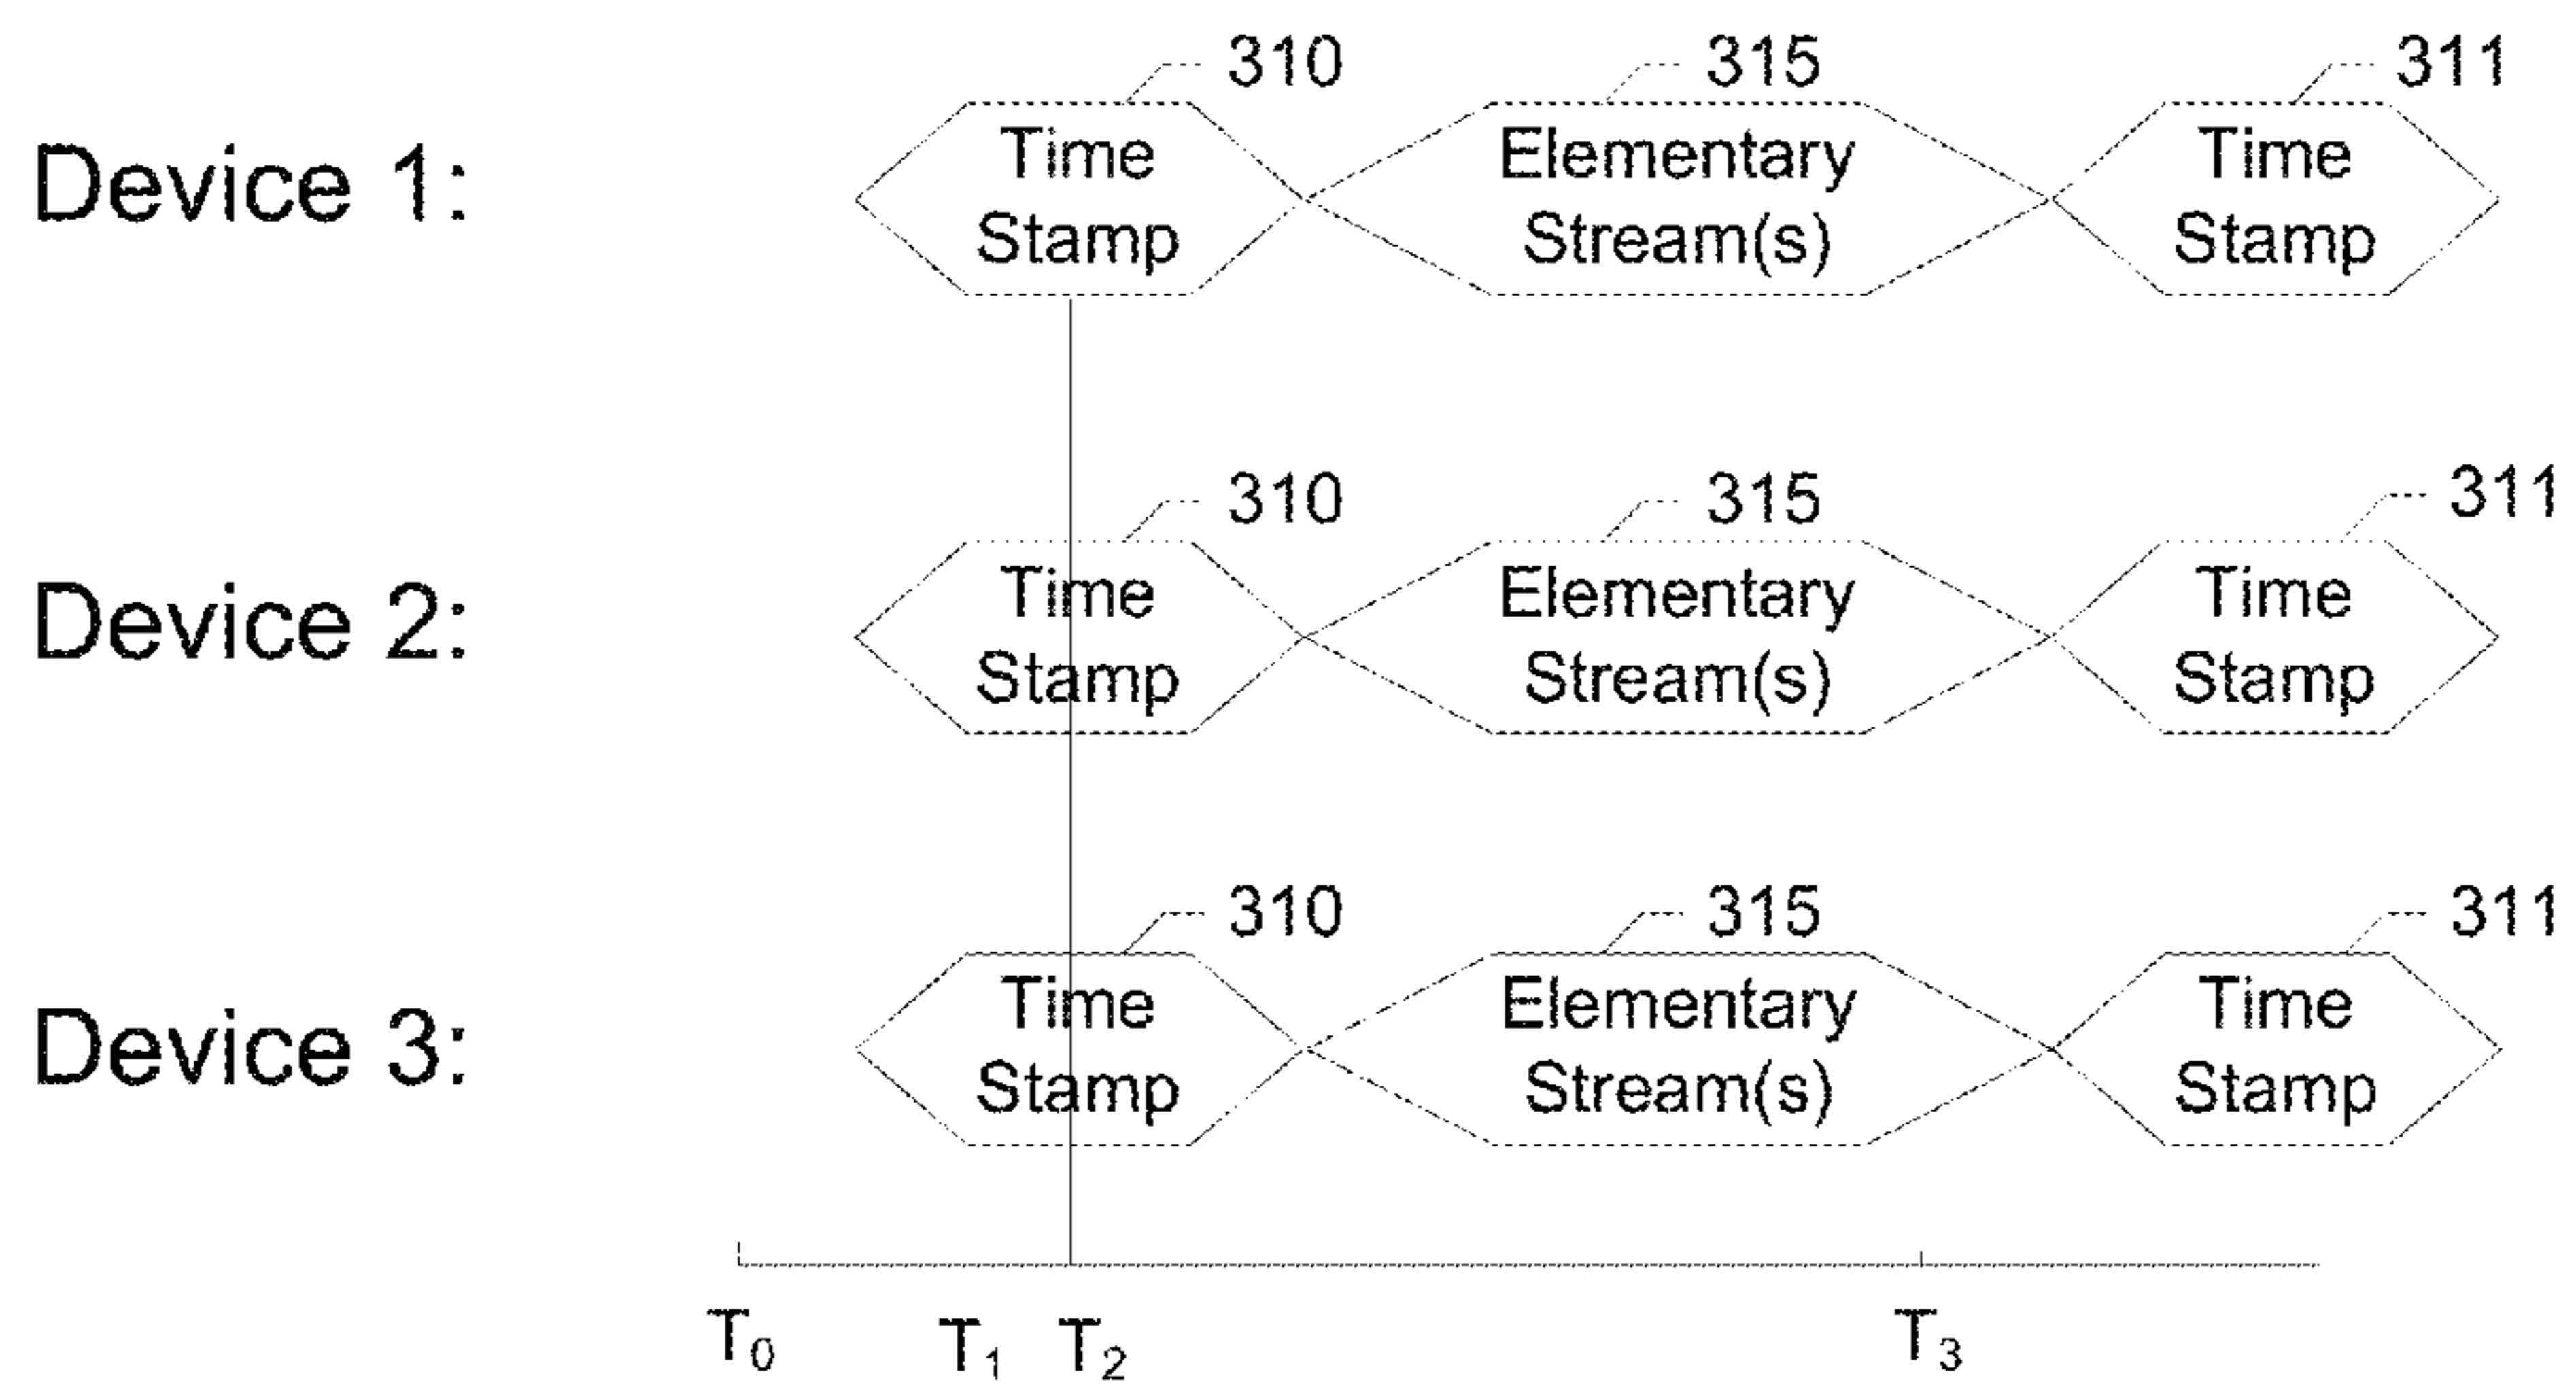 310 315 311
Device 1:
Time Elementary Time
Stamp Stream(s) Stamp
310 315 311
Device 2:
Time Elementary Time
Stamp Stream(s) Stamp
310 315 311
Device 3:
Time Elementary Time
Stamp Stream(s) Stamp
T0 T1 T2 T3